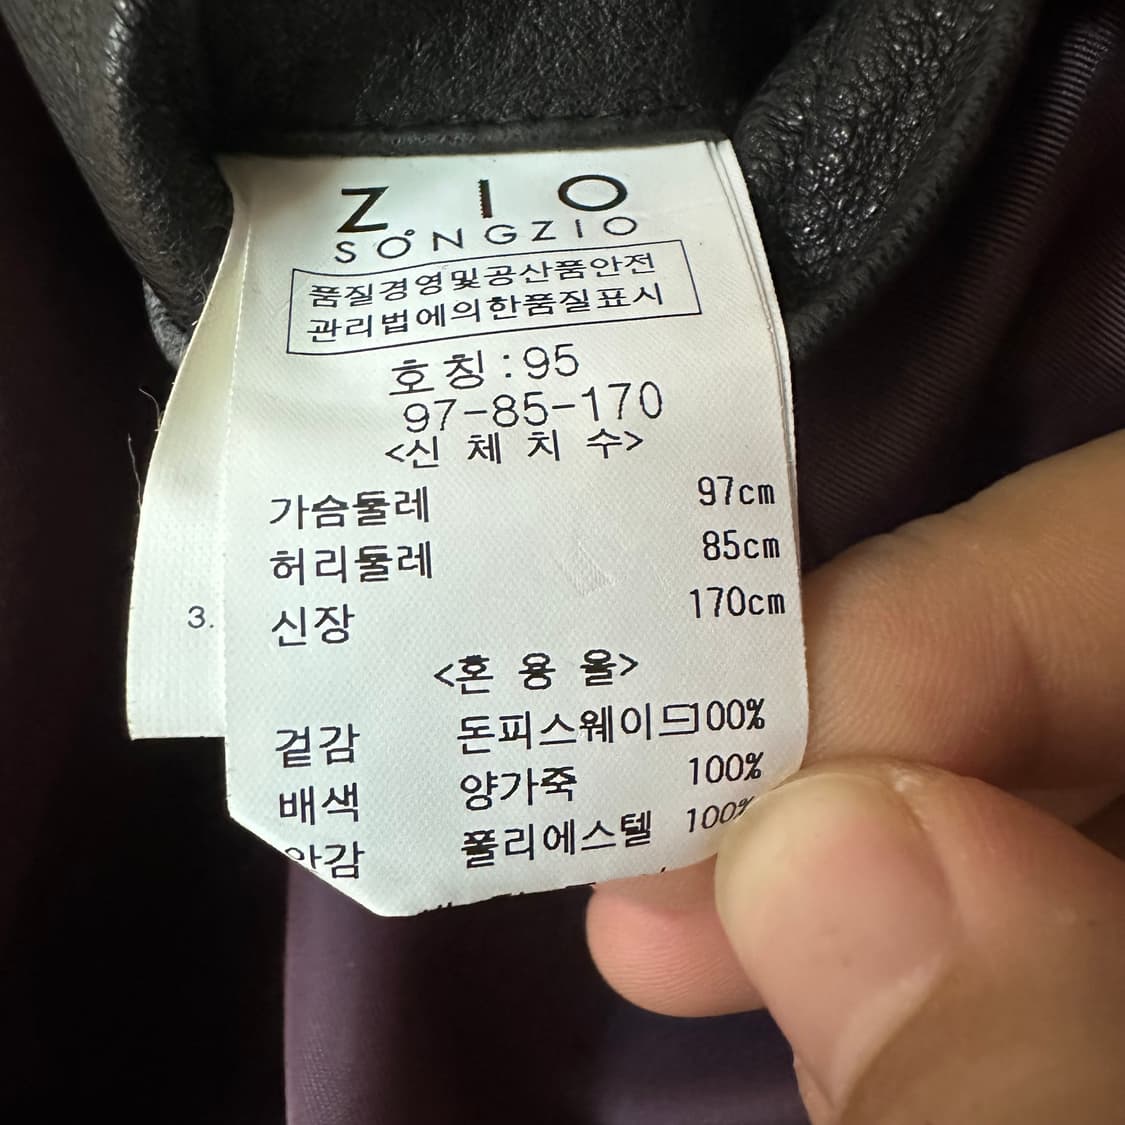 ZIO
SONGZIO
품질경영및공산품안전
관리법에의한품질표시
호칭:95
97-85-170
<신 체 치 수>
가슴둘레 97cm
허리둘레 85cm
신장 170cm
<혼 용 율>
겉감 돈피스웨이드100%
배색 양가죽 100%
안감 폴리에스텔 100%
3.